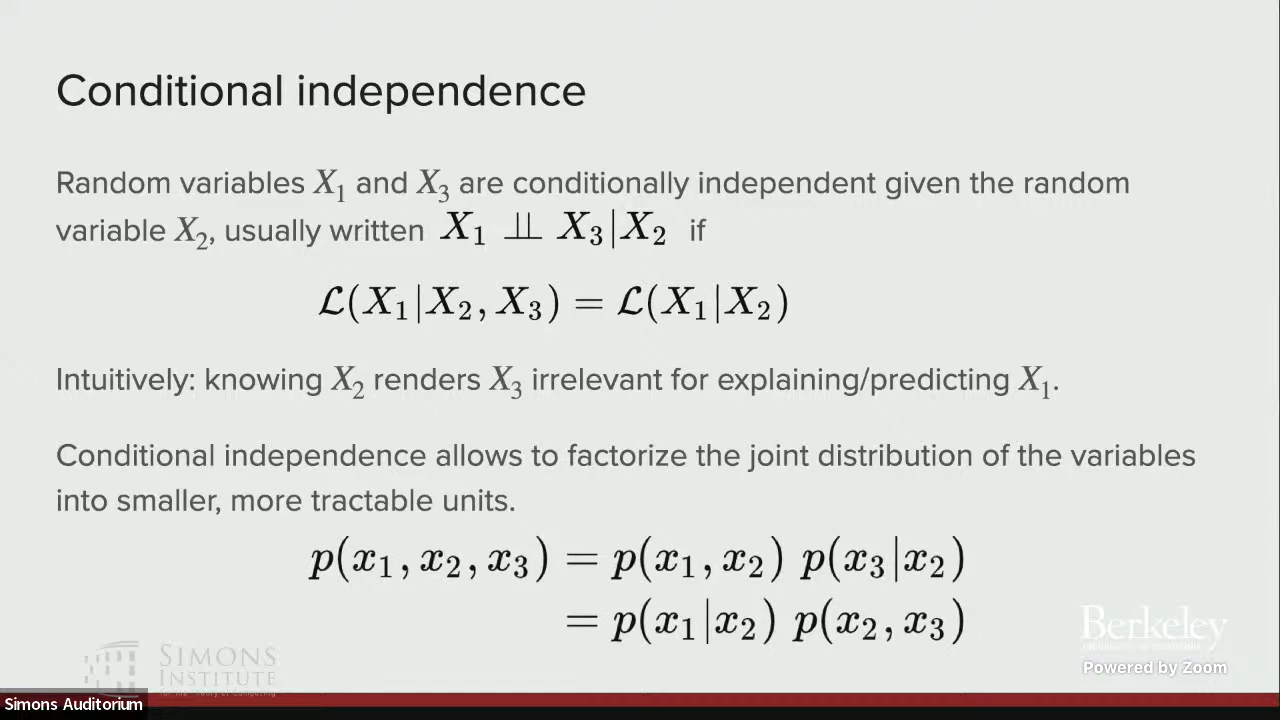 Conditional independence
Random variables X₁ and X₃ are conditionally independent given the random
variable X₂, usually written X₁ ⫫ X₃|X₂ if
ℒ(X₁|X₂, X₃) = ℒ(X₁|X₂)
Intuitively: knowing X₂ renders X₃ irrelevant for explaining/predicting X₁.
Conditional independence allows to factorize the joint distribution of the variables
into smaller, more tractable units.
p(x₁, x₂, x₃) = p(x₁, x₂) p(x₃|x₂)
= p(x₁|x₂) p(x₂, x₃)
Berkeley
Powered by Zoom
SIMONS
INSTITUTE
Simons Auditorium